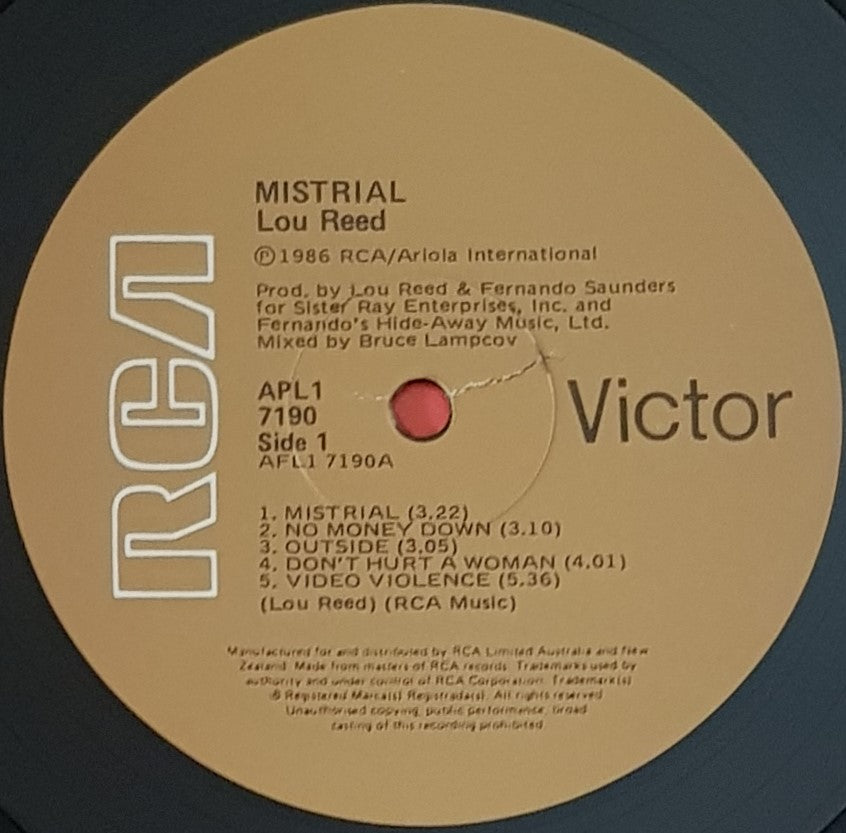 MISTRIAL
Lou Reed
Ⓟ1986 RCA/Ariola International
Prod. by Lou Reed & Fernando Saunders
for Sister Ray Enterprises, Inc. and
Fernando's Hide-Away Music, Ltd.
Mixed by Bruce Lampcov
RCA
APL1
7190
Side 1
AFL1 7190A
Victor
1. MISTRIAL (3.22)
2. NO MONEY DOWN (3.10)
3. OUTSIDE (3.05)
4. DON'T HURT A WOMAN (4.01)
5. VIDEO VIOLENCE (5.36)
(Lou Reed) (RCA Music)
Manufactured for and distributed by RCA Limited Australia and New
Zealand. Made from masters of RCA records. Trademarks used by
authority and under control of RCA Corporation. Trademark(s)
® Registered Marca(s) Registrada(s). All rights reserved
Unauthorised copying, public performance, broad
casting of this recording prohibited.